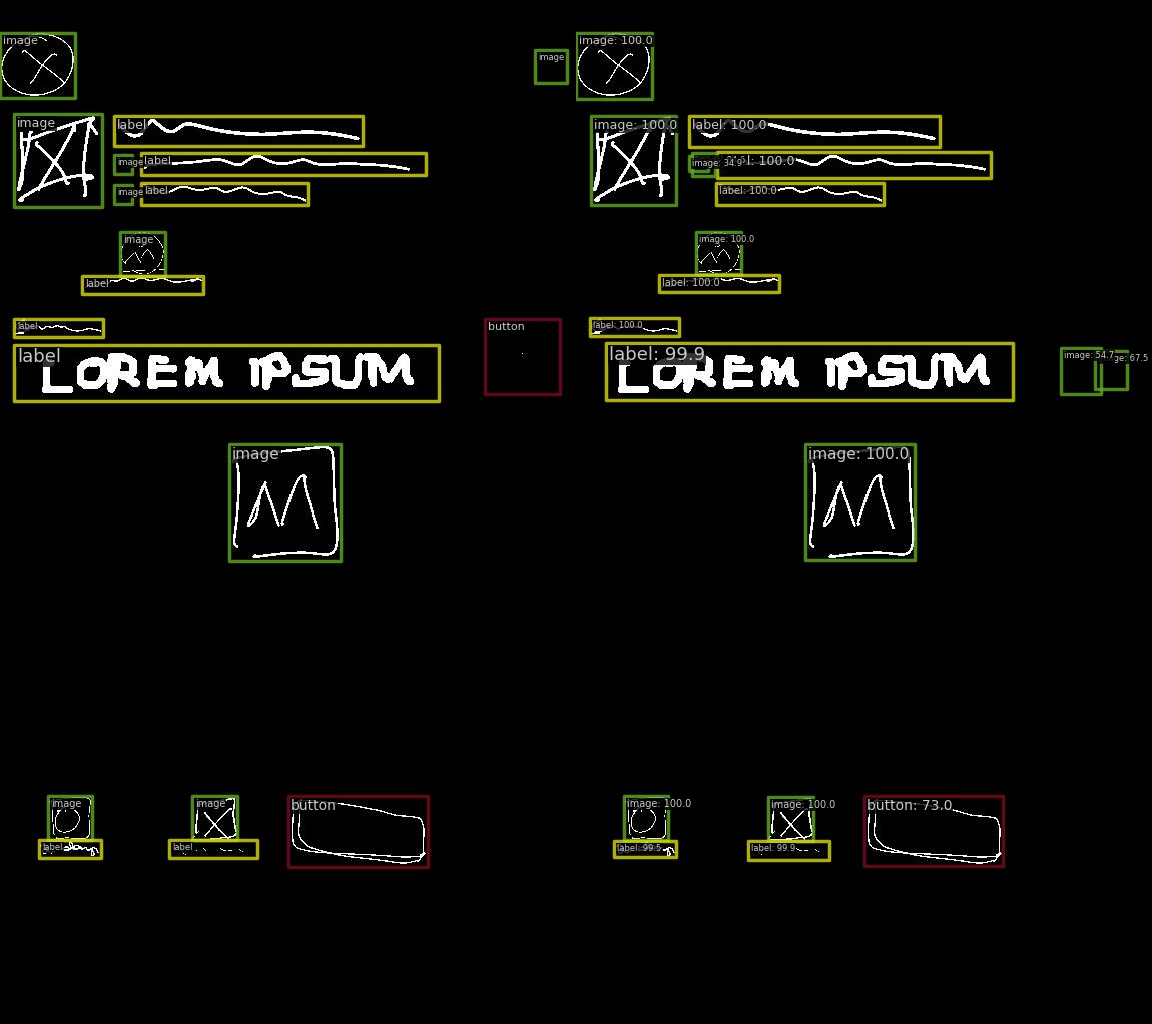 image
image
image label
image label
image label
image
label
label button
label
LOREM IPSUM
image
M
image image button
label label
image: 100.0
image: 100.0 label: 100.0
image: 34.9 100.0
label: 100.0
image: 100.0
label: 100.0
label: 100.0
label: 99.9
LOREM IPSUM
image: 54.7 67.5
image: 100.0
M
image: 100.0 image: 100.0 button: 73.0
label: 99.5 label: 99.9